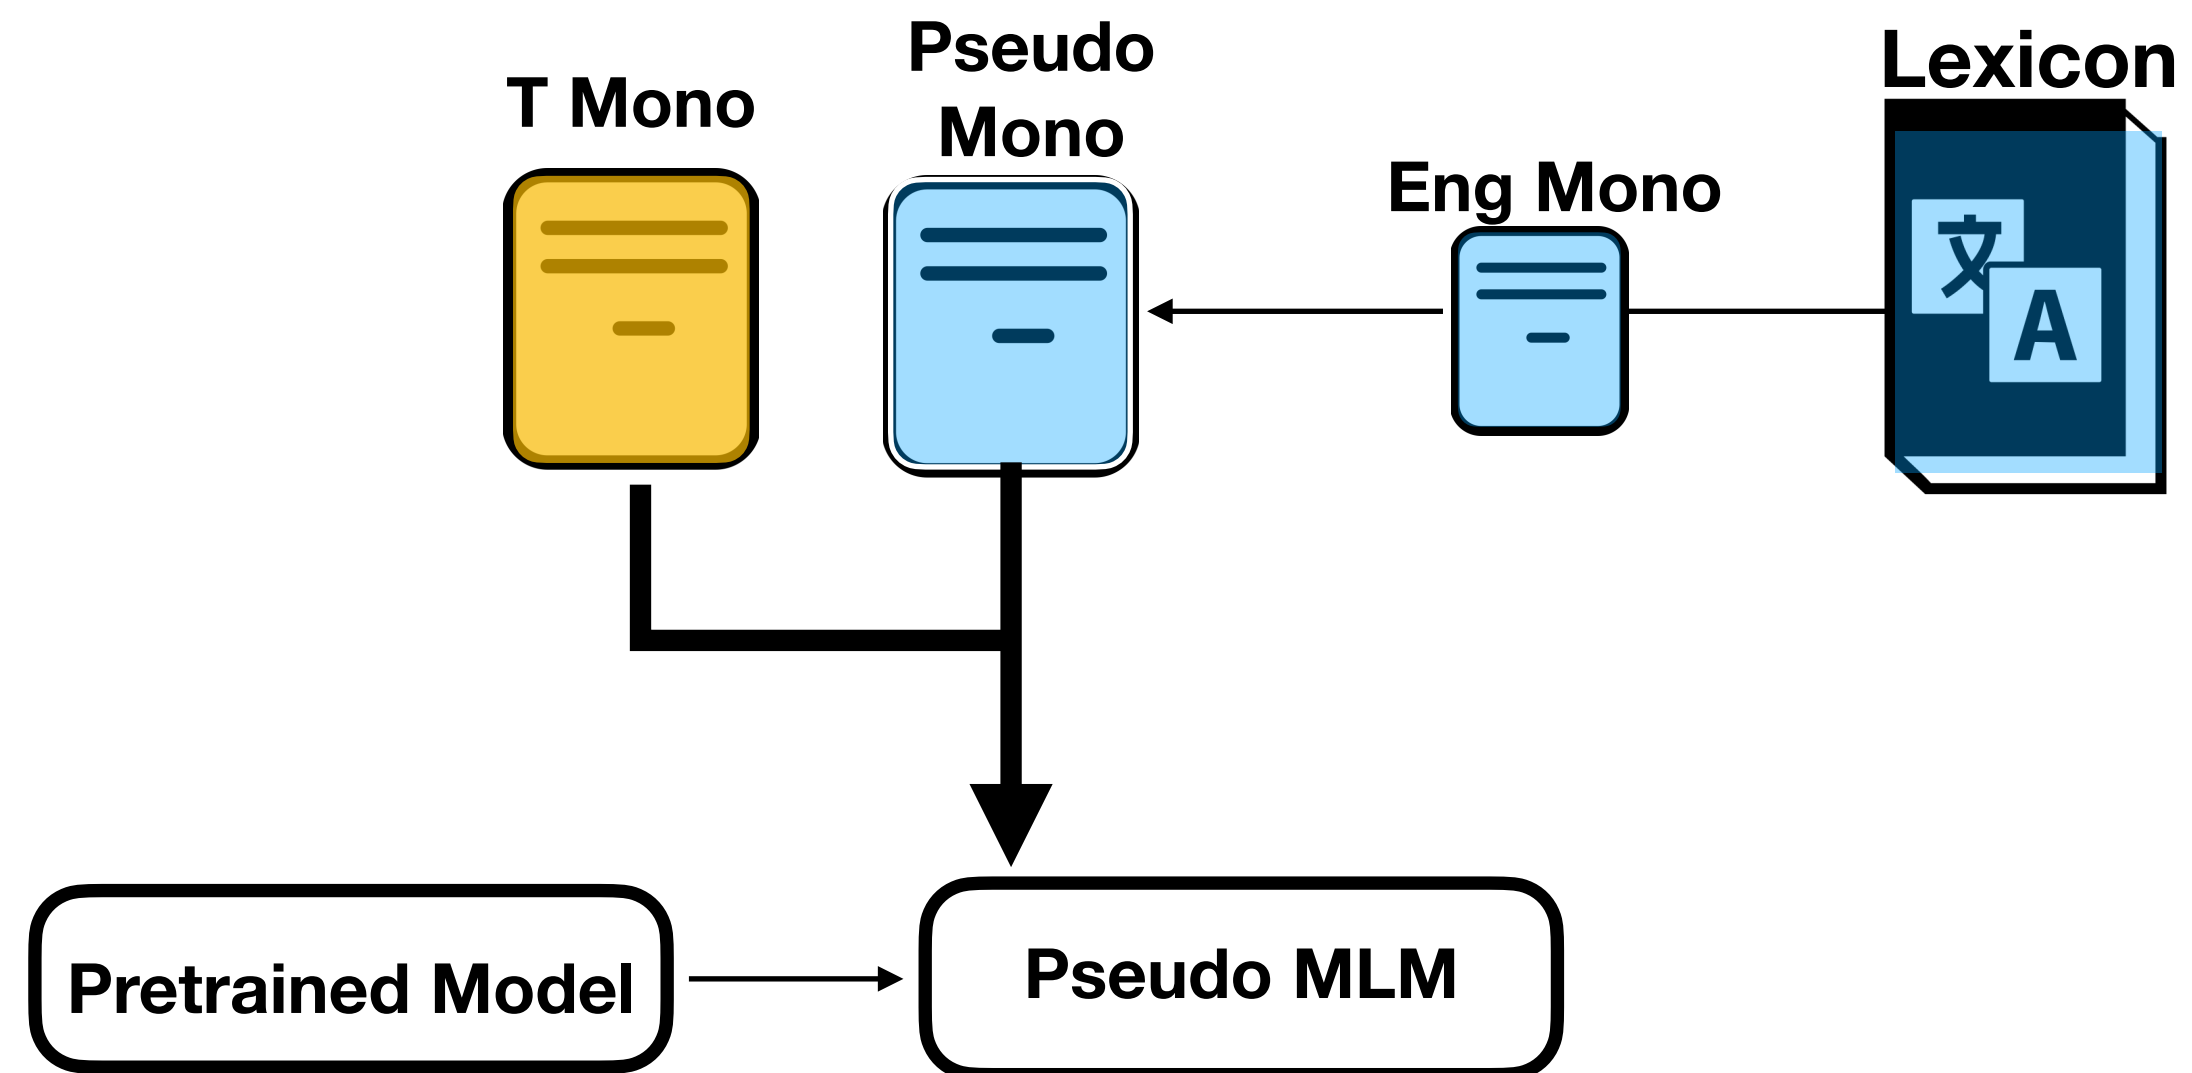 T Mono
Pseudo
Mono
Eng Mono
Lexicon
文
A
Pretrained Model
Pseudo MLM